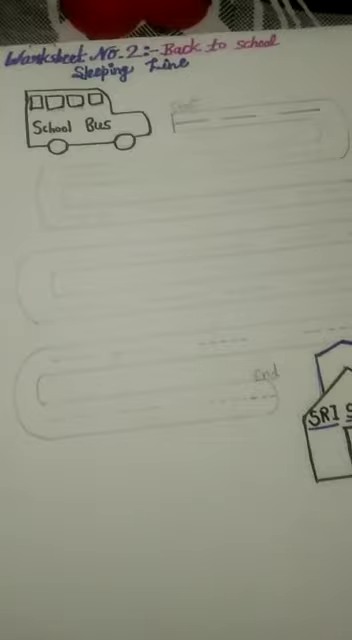 Worksheet No. 2:- Back to school
Sleeping Line
Start
School Bus
End
SRI S